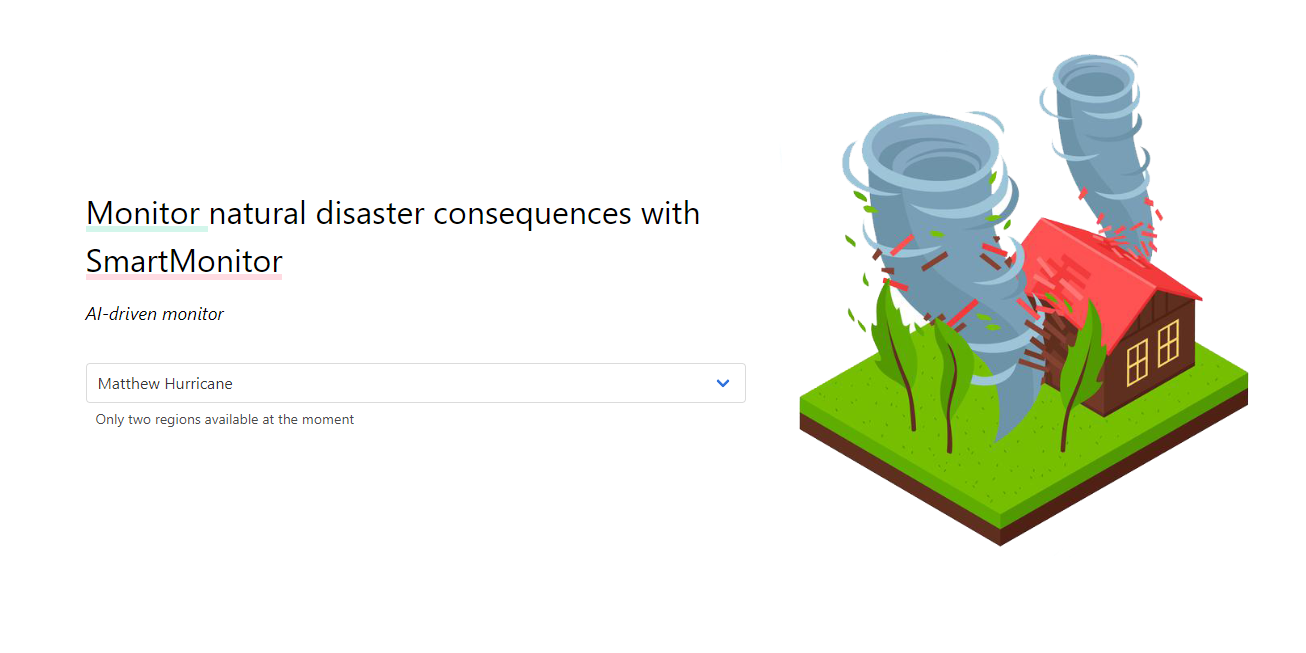 Monitor natural disaster consequences with
SmartMonitor
AI-driven monitor
Matthew Hurricane
Only two regions available at the moment